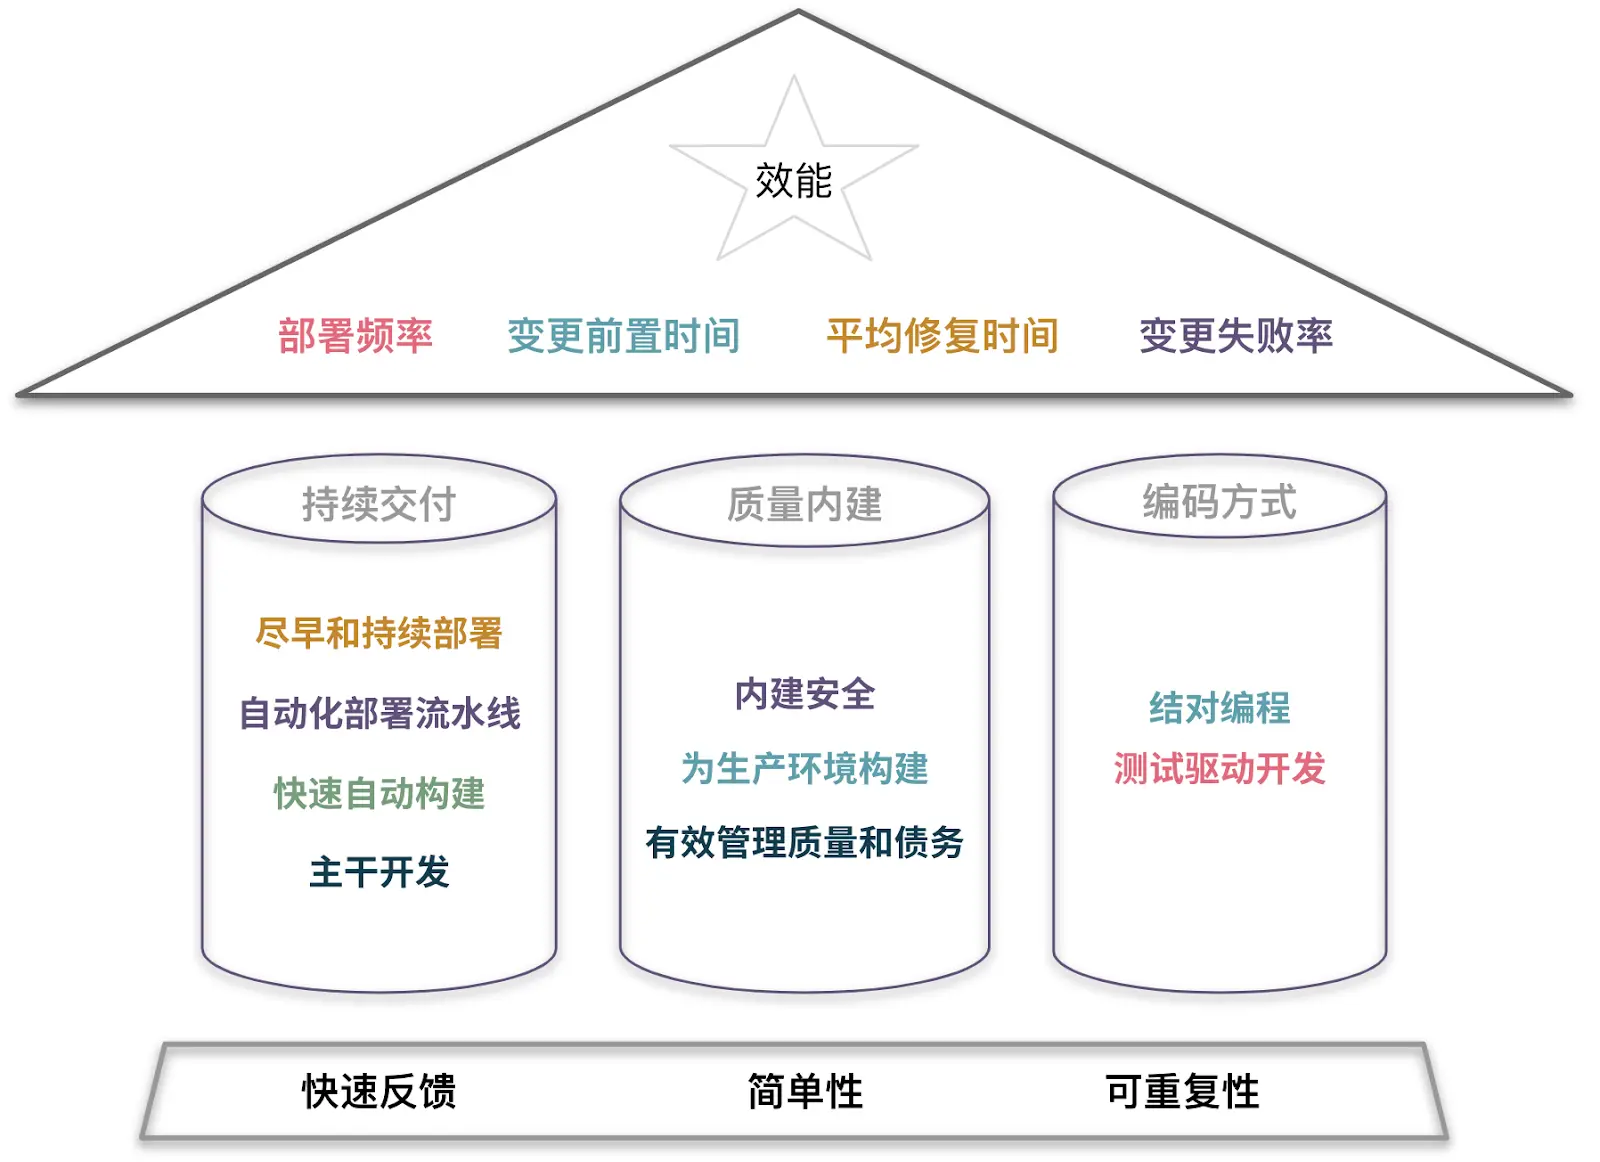 效能
部署频率 变更前置时间 平均修复时间 变更失败率
持续交付 质量内建 编码方式
尽早和持续部署
自动化部署流水线
快速自动构建
主干开发
内建安全
为生产环境构建
有效管理质量和债务
结对编程
测试驱动开发
快速反馈 简单性 可重复性